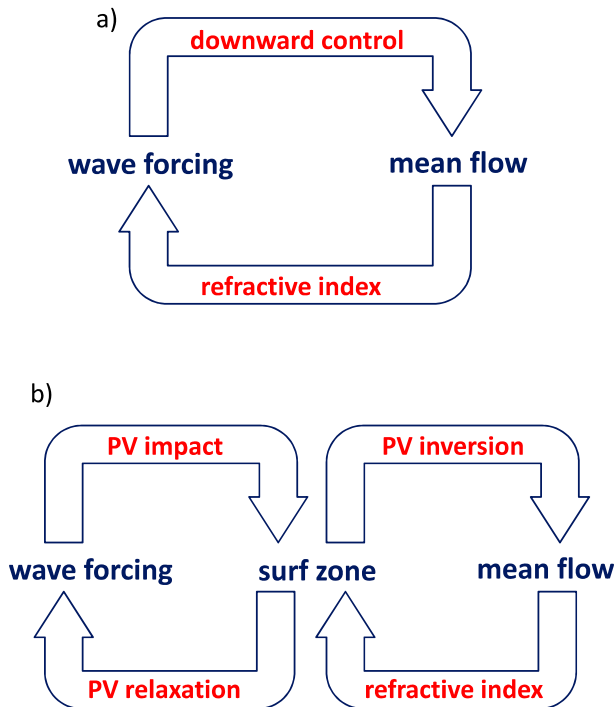 a)
downward control
wave forcing
mean flow
refractive index
b)
PV impact
PV inversion
wave forcing
surf zone
mean flow
PV relaxation
refractive index